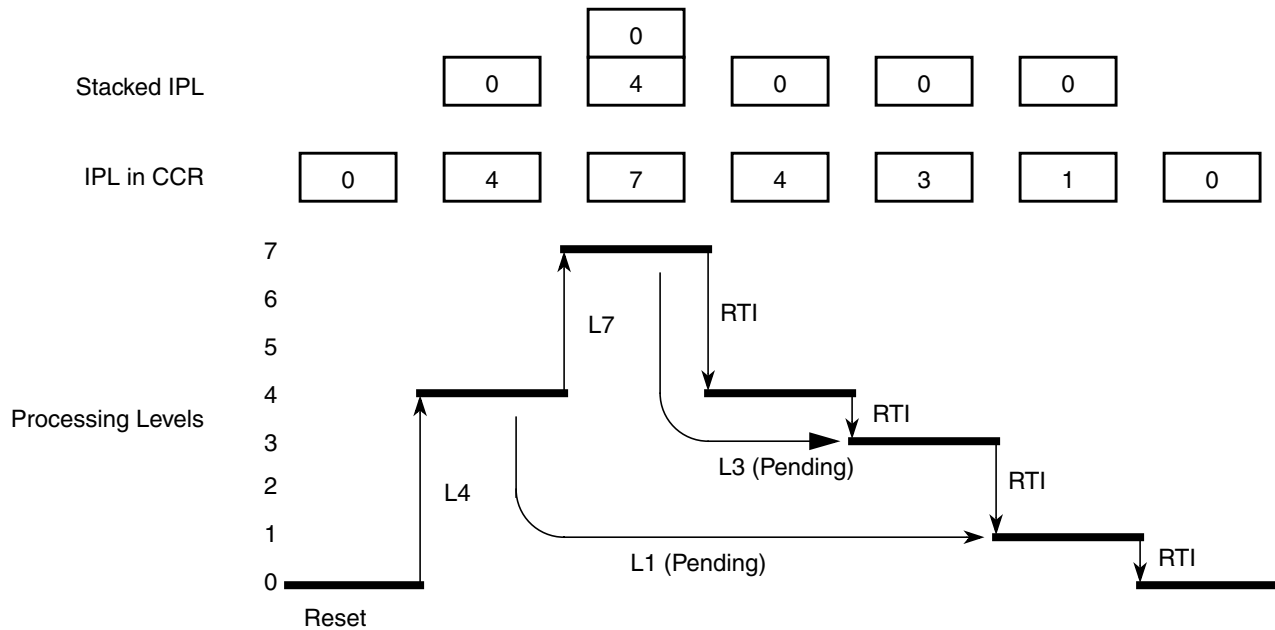 0
Stacked IPL 0 4 0 0 0
IPL in CCR 0 4 7 4 3 1 0
7
6
L7 RTI
5
4
Processing Levels
RTI
3
L3 (Pending)
2
L4 RTI
1
L1 (Pending) RTI
0
Reset